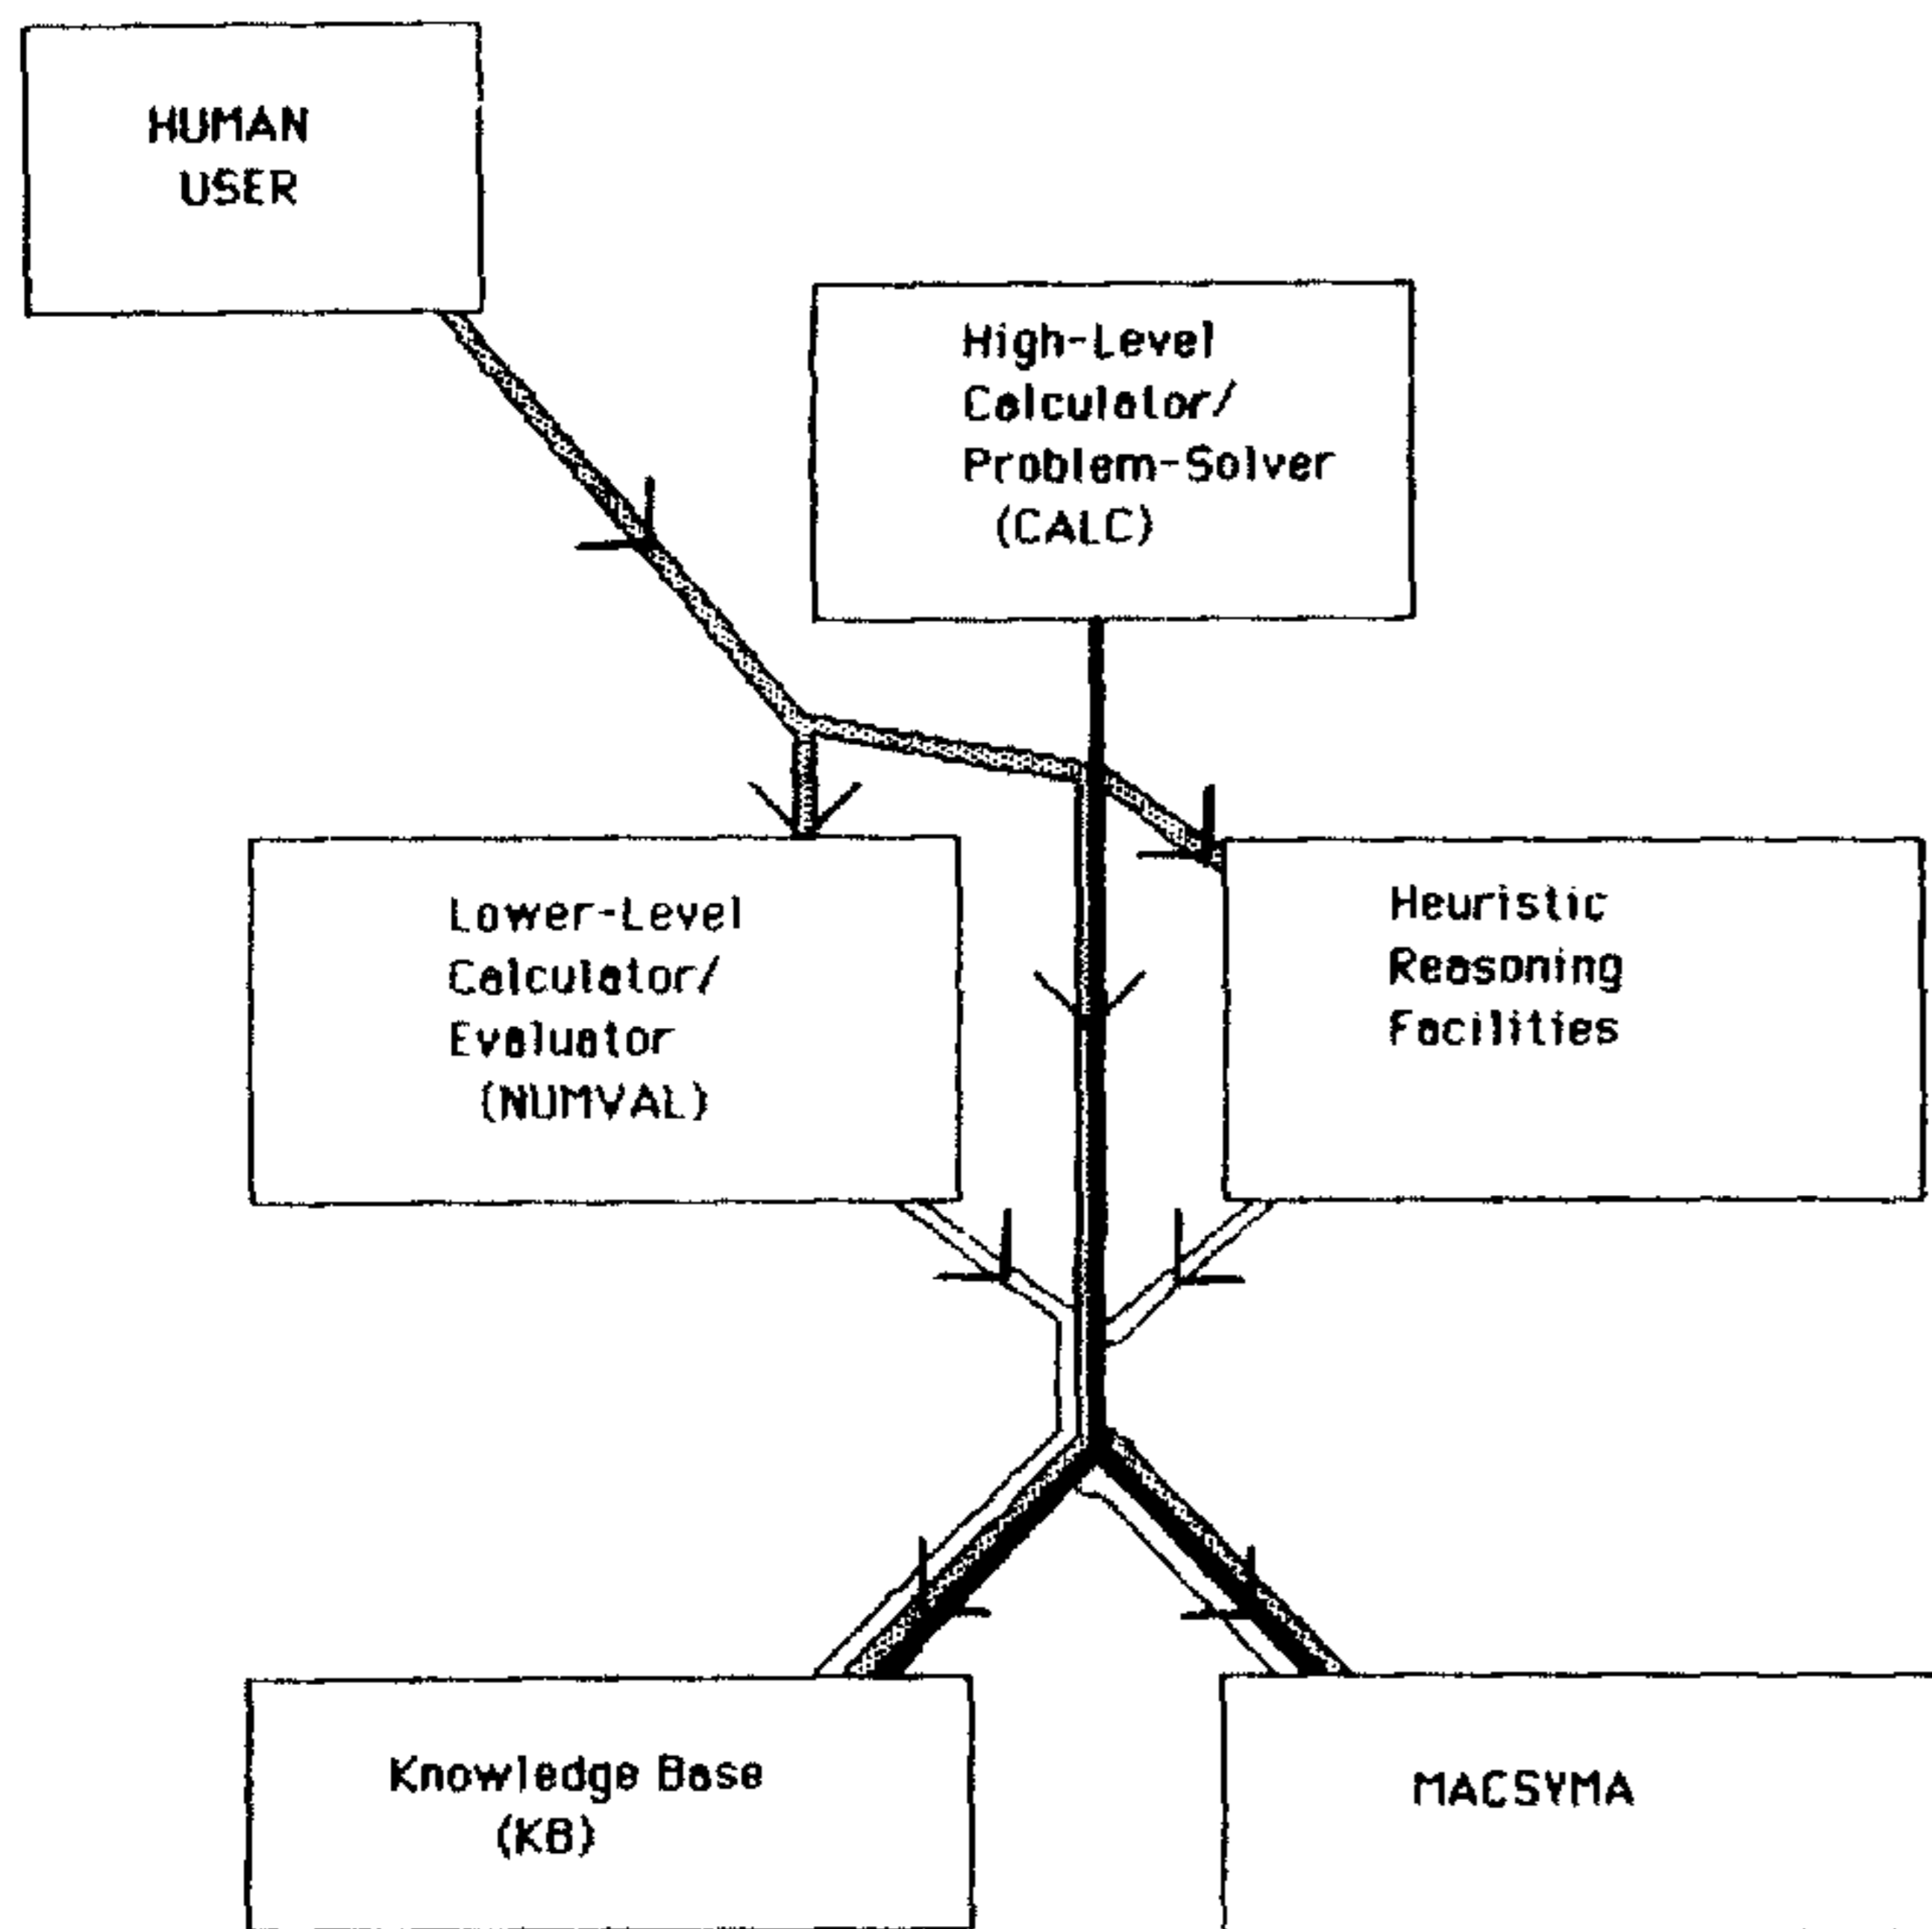 HUMAN
USER
High-Level
Calculator/
Problem-Solver
(CALC)
Lower-Level
Calculator/
Evaluator
(NUMVAL)
Heuristic
Reasoning
Facilities
Knowledge Base
(KB)
MACSYMA